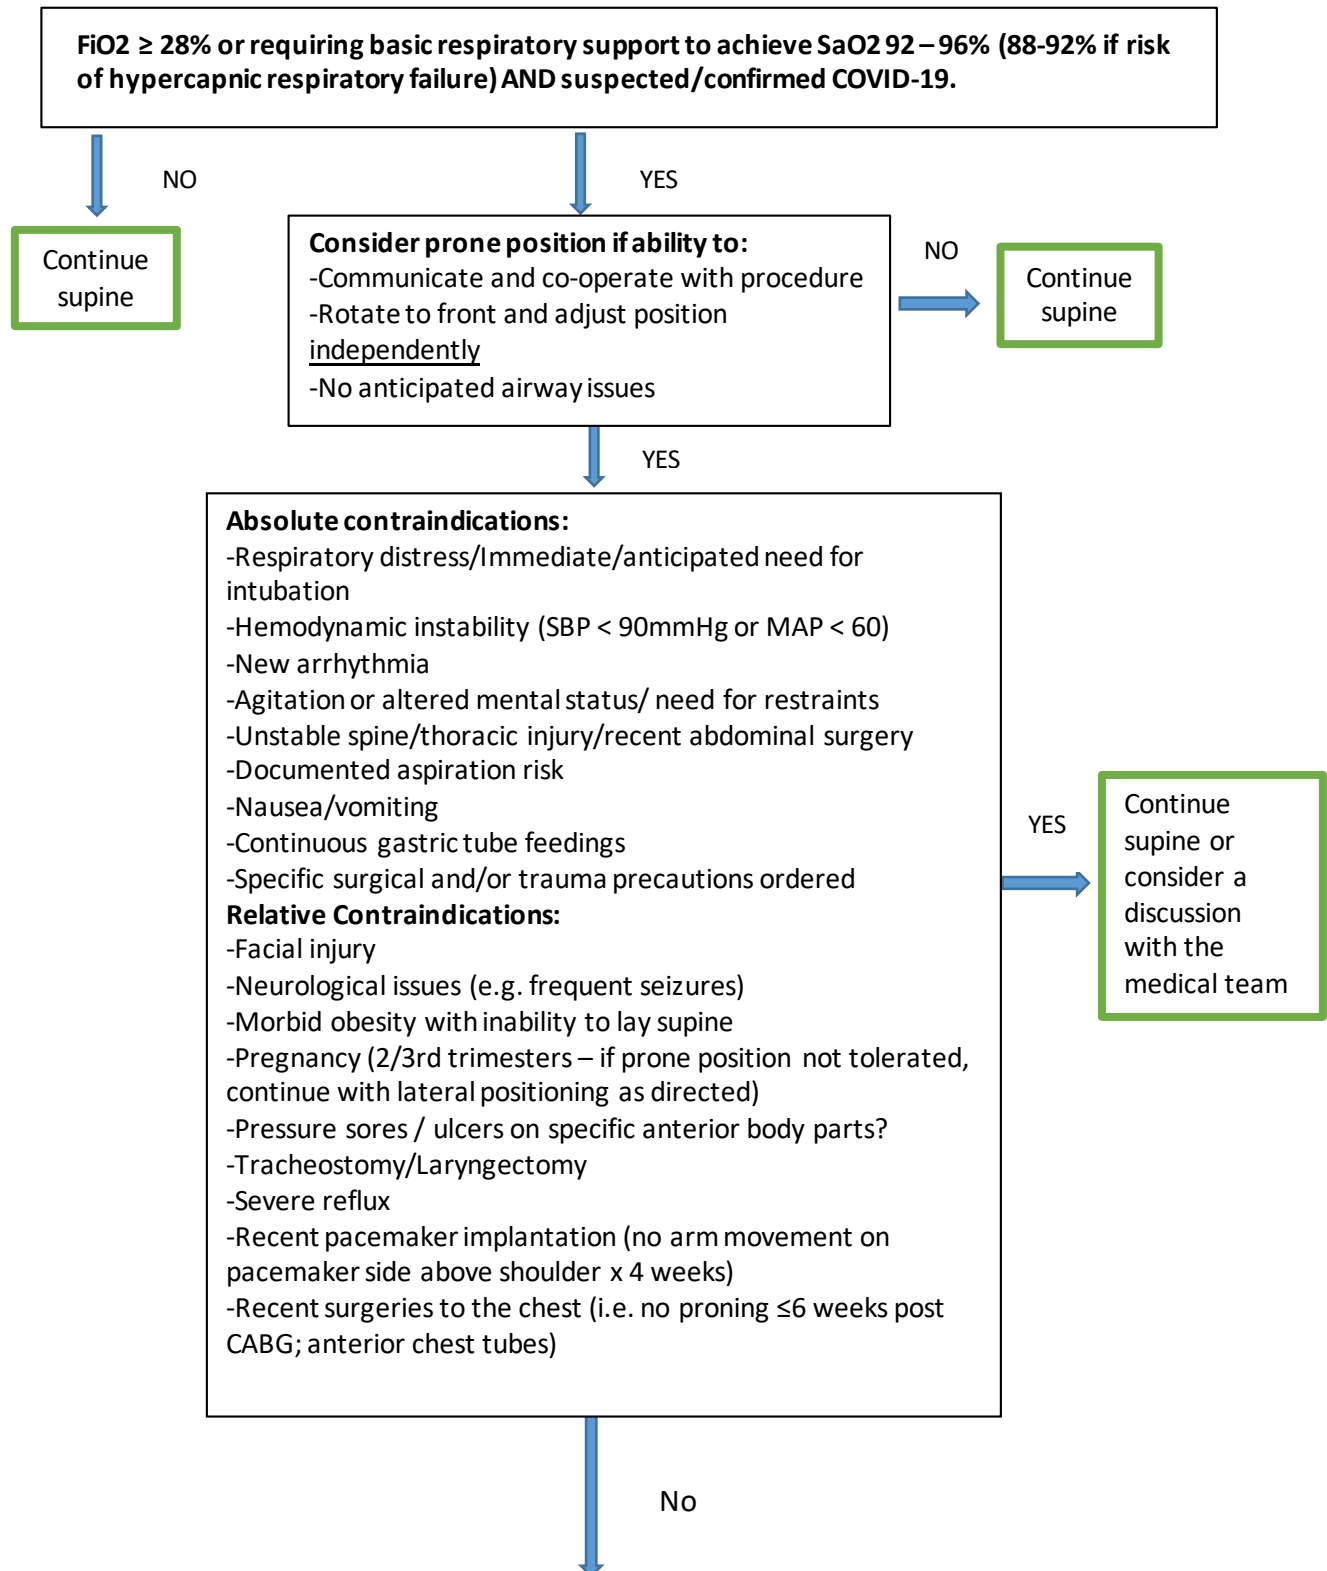 FiO2 ≥ 28% or requiring basic respiratory support to achieve SaO2 92 – 96% (88-92% if risk
of hypercapnic respiratory failure) AND suspected/confirmed COVID-19.
NO
YES
Continue
supine
Consider prone position if ability to:
-Communicate and co-operate with procedure
-Rotate to front and adjust position
independently
-No anticipated airway issues
NO
Continue
supine
YES
Absolute contraindications:
-Respiratory distress/Immediate/anticipated need for
intubation
-Hemodynamic instability (SBP < 90mmHg or MAP < 60)
-New arrhythmia
-Agitation or altered mental status/ need for restraints
-Unstable spine/thoracic injury/recent abdominal surgery
-Documented aspiration risk
-Nausea/vomiting
-Continuous gastric tube feedings
-Specific surgical and/or trauma precautions ordered
Relative Contraindications:
-Facial injury
-Neurological issues (e.g. frequent seizures)
-Morbid obesity with inability to lay supine
-Pregnancy (2/3rd trimesters – if prone position not tolerated,
continue with lateral positioning as directed)
-Pressure sores / ulcers on specific anterior body parts?
-Tracheostomy/Laryngectomy
-Severe reflux
-Recent pacemaker implantation (no arm movement on
pacemaker side above shoulder x 4 weeks)
-Recent surgeries to the chest (i.e. no proning ≤6 weeks post
CABG; anterior chest tubes)
YES
Continue
supine or
consider a
discussion
with the
medical team
No